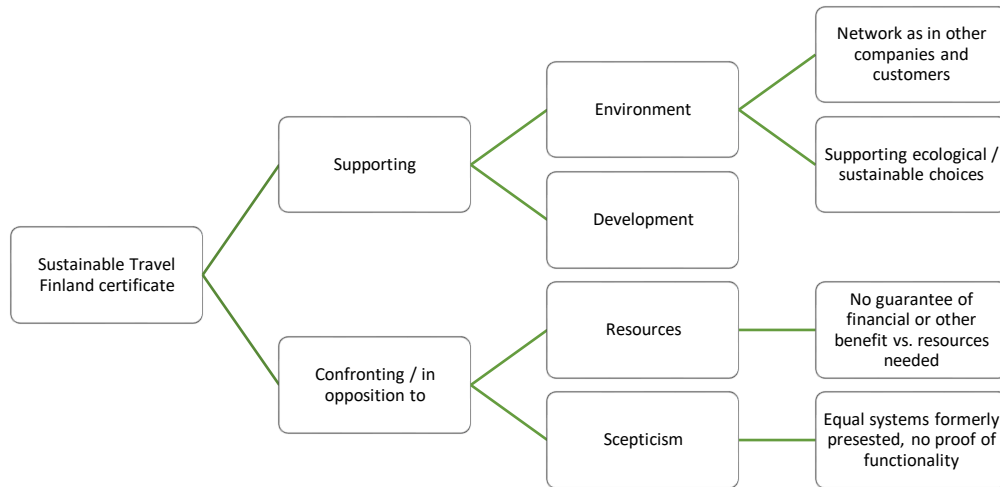 Sustainable Travel
Finland certificate
Supporting
Environment
Network as in other
companies and
customers
Supporting ecological /
sustainable choices
Development
Confronting / in
opposition to
Resources
No guarantee of
financial or other
benefit vs. resources
needed
Scepticism
Equal systems formerly
presested, no proof of
functionality